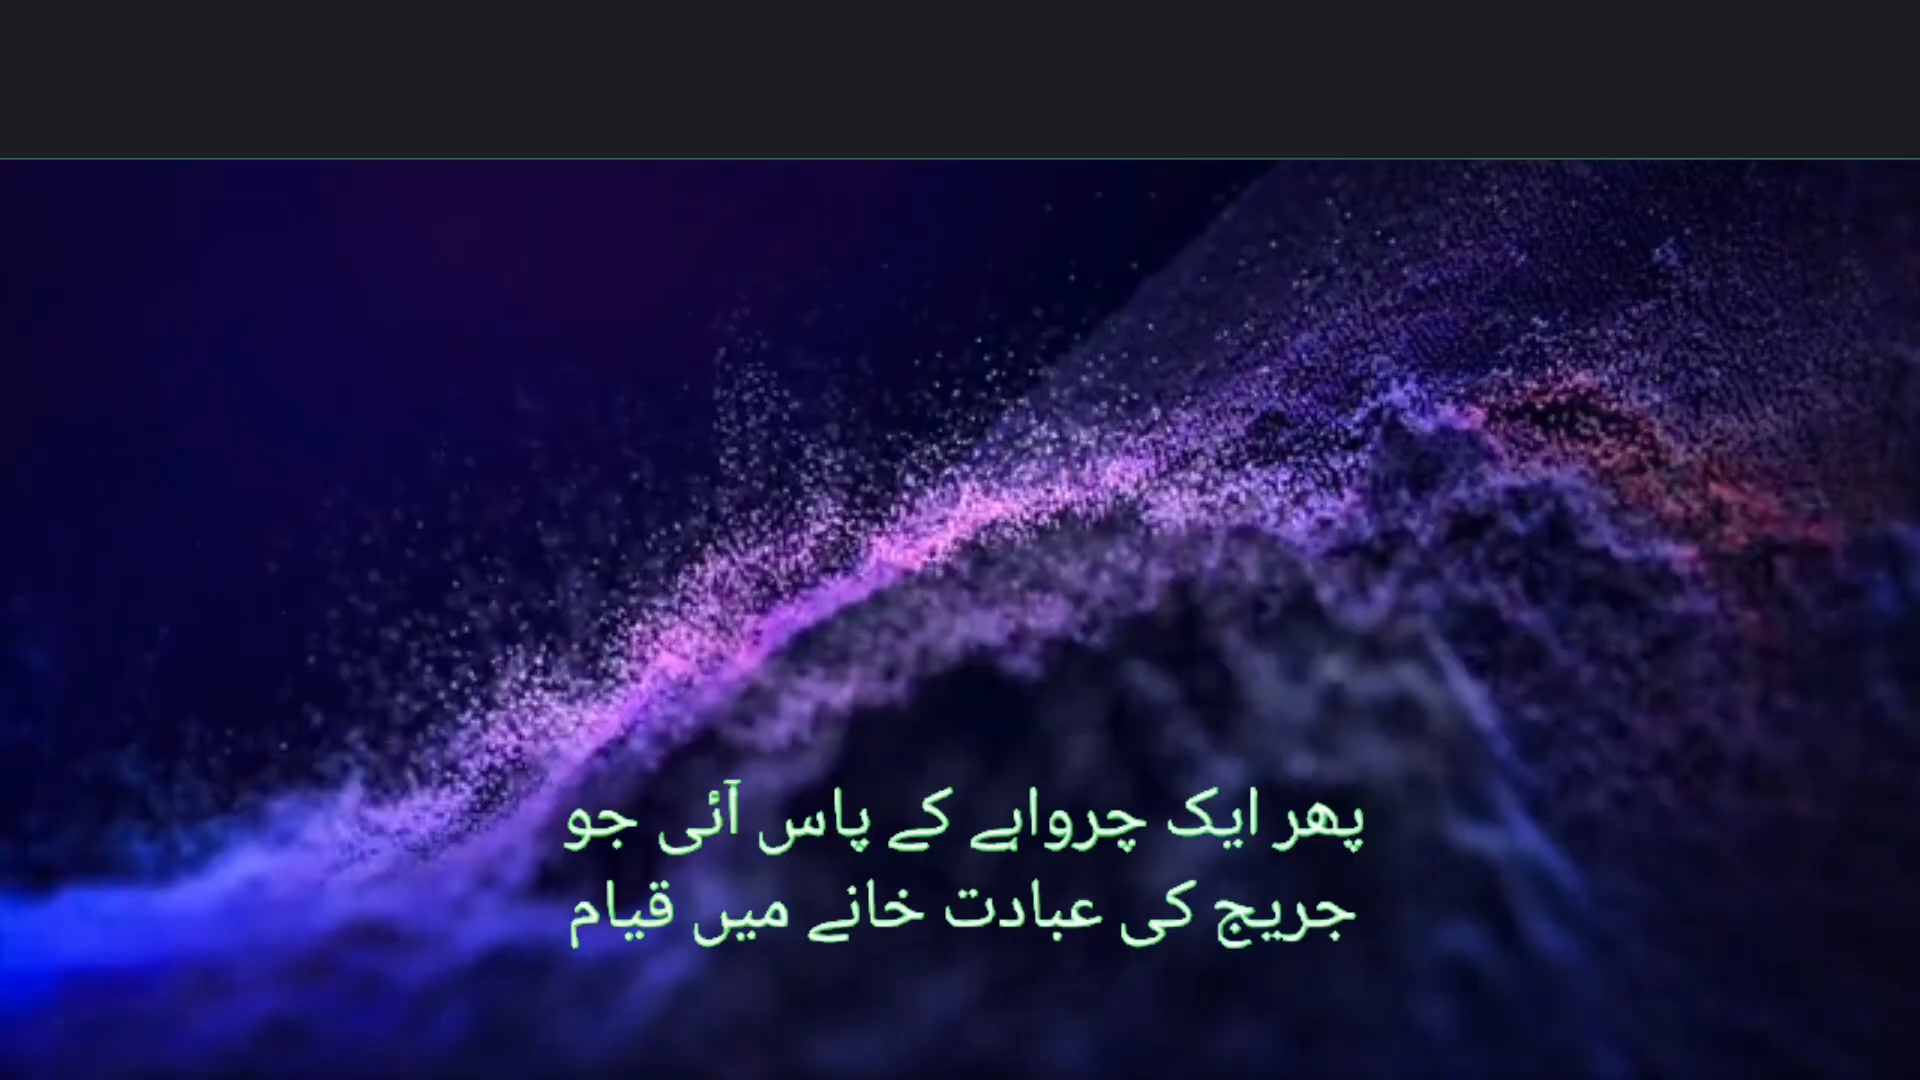 پھر ایک چرواہے کے پاس آئی جو
جریج کی عبادت خانے میں قیام